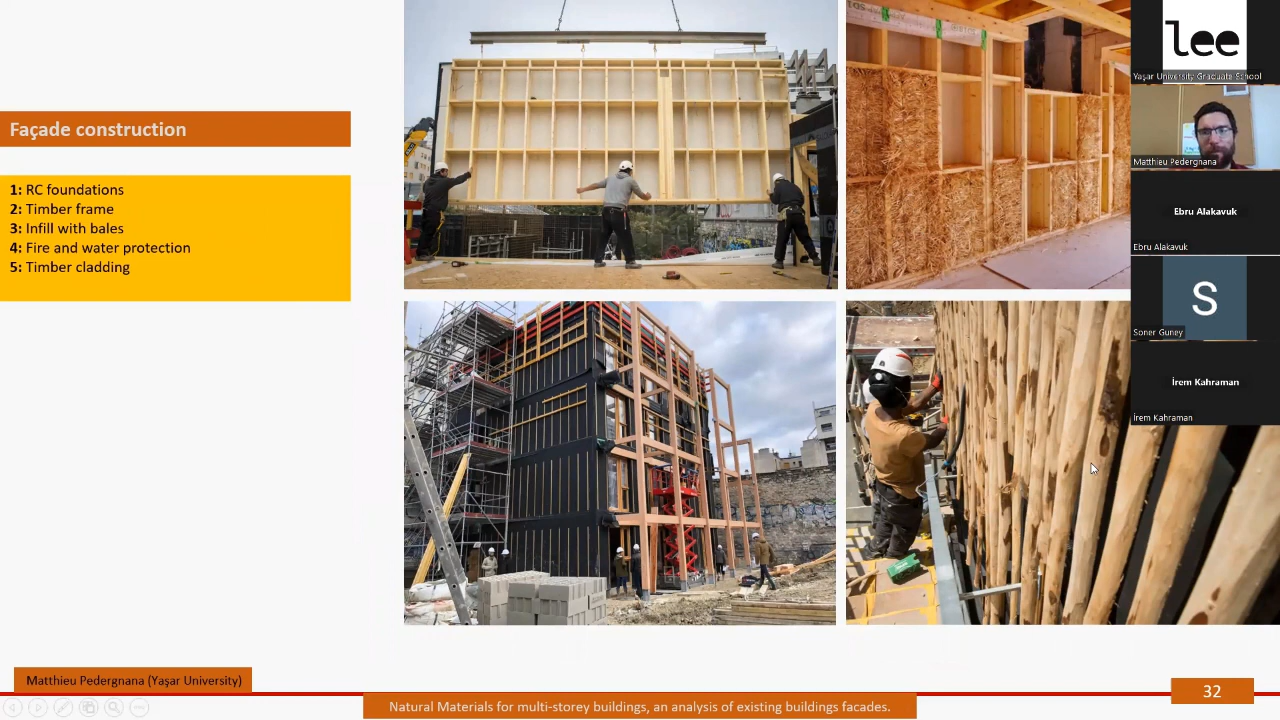 Façade construction
1: RC foundations
2: Timber frame
3: Infill with bales
4: Fire and water protection
5: Timber cladding
lee
Yaşar University Graduate School
Matthieu Pedergnana
Ebru Alakavuk
Ebru Alakavuk
S
Soner Guney
İrem Kahraman
İrem Kahraman
Matthieu Pedergnana (Yaşar University)
Natural Materials for multi-storey buildings, an analysis of existing buildings facades.
32